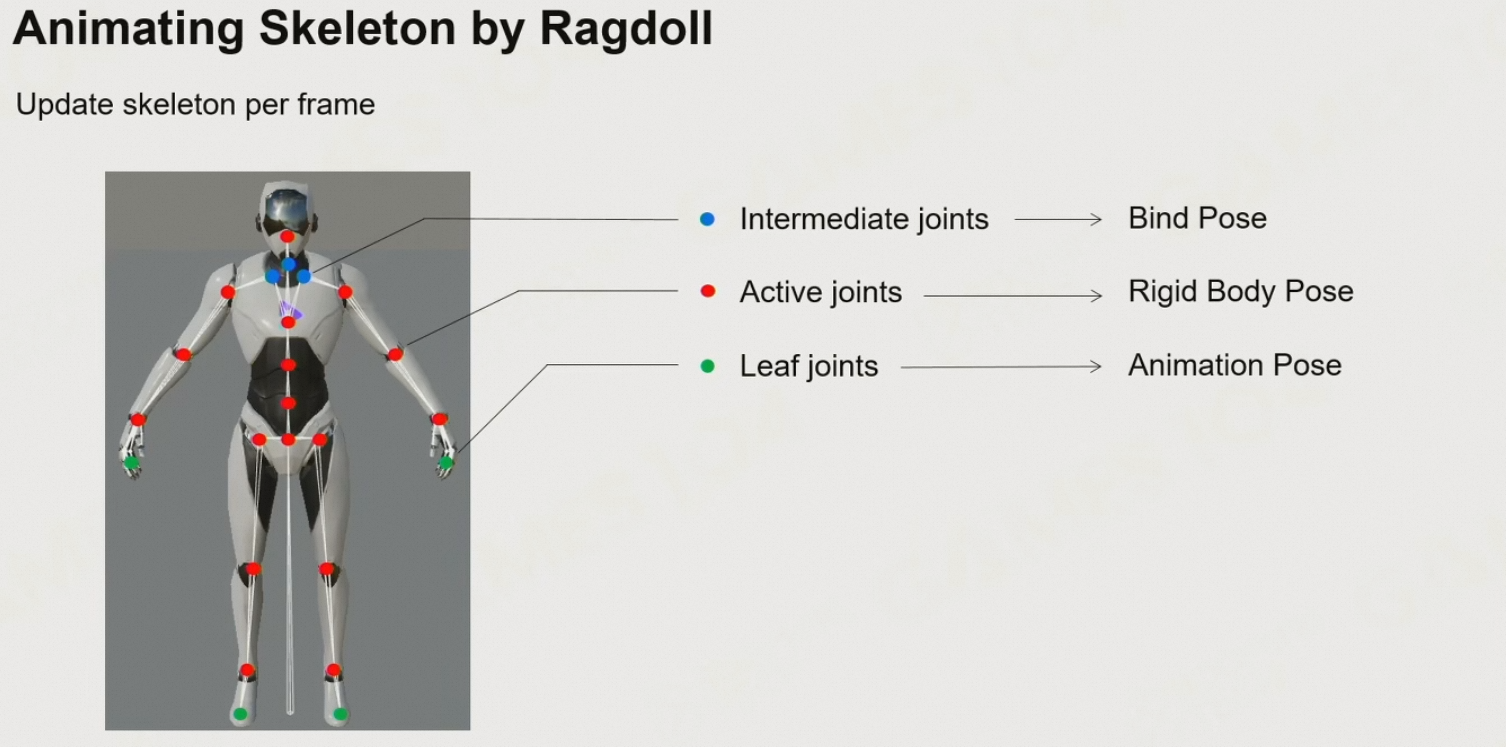 Animating Skeleton by Ragdoll
Update skeleton per frame
Intermediate joints
Bind Pose
Active joints
Rigid Body Pose
Leaf joints
Animation Pose